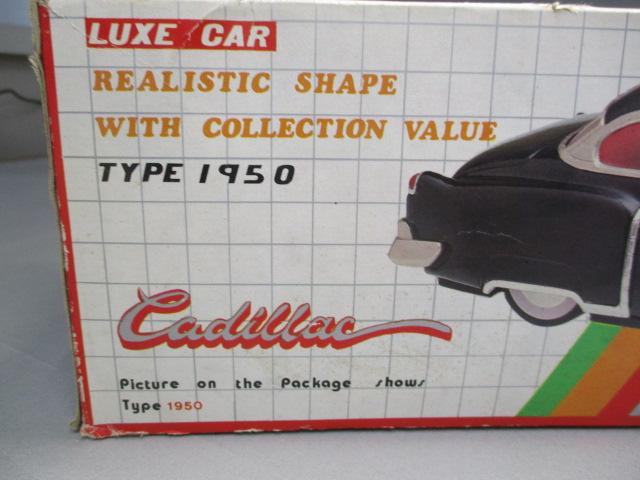 LUXE CAR
REALISTIC SHAPE
WITH COLLECTION VALUE
TYPE 1950
Cadillac
Picture on the Package shows
Type 1950